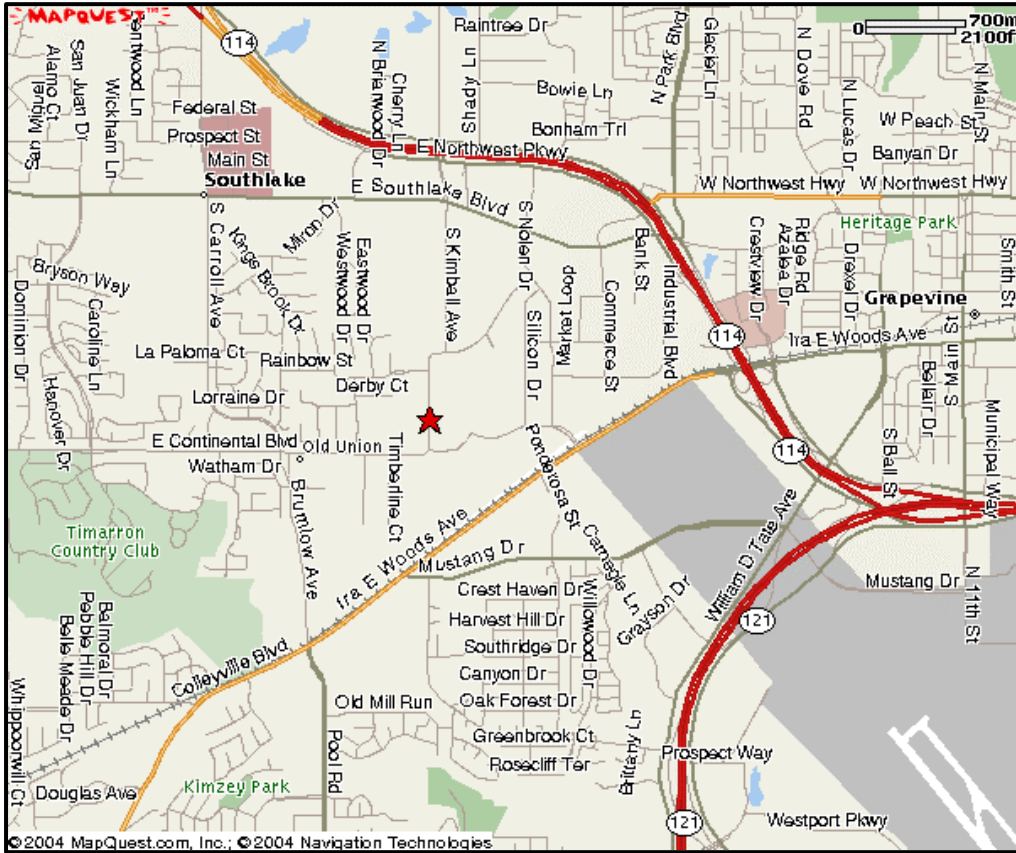 MAPQUEST™
700m
0
2100ft
114
Raintree Dr
Pentwood Ln
San Juan Dr
Alamo Ct
San Miguel
Wickham Ln
N Briarwood Dr
Cherry Ln
Shady Ln
N Park Blvd
Glacier Ln
N Dove Rd
N Lucas Dr
N Main St
Bowie Ln
Federal St
Prospect St
Main St
Bonham Trl
W Peach St
Banyan Dr
E Northwest Pkwy
Southlake
E Southlaka Blvd
W Northwest Hwy
W Northwest Hwy
Miron Dr
S Carroll Ave
Kings Brook Dr
Westwood Dr
Eastwood Dr
S Kimball Ave
S Nolen Dr
Silicon Dr
Market Loop
Commerce St
Bank St
Industrial Blvd
Crestview Dr
Azalea Dr
Ridge Rd
Drexel Dr
Heritage Park
Smith St
Bryson Way
Dominion Dr
Caroline Ln
Hanover Dr
Grapevine
114
Ira E Woods Ave
La Paloma Ct
Rainbow St
Derby Ct
Lorraine Dr
Bellair Dr
S Main St
Municipal Way
E Continental Blvd
Old Union
Watham Dr
Brumlow Ave
Timberline Ct
Ponderosa St
114
S Ball St
Timarron
Country Club
Ira E Woods Ave
Mustang Dr
Carnegie Ln
William D Tate Ave
Mustang Dr
N 11th St
Crest Haven Dr
Harvest Hill Dr
Willowood Dr
Grayson Dr
121
Balmoral Dr
Pebble Hill Dr
Belle Meade Dr
Colleyville Blvd
Southridge Dr
Canyon Dr
Old Mill Run
Oak Forest Dr
Whippoorwill Ct
Pool Rd
Greenbrook Ct
Rosecliff Ter
Brittany Ln
Prospect Way
Douglas Ave
Kimzey Park
121
Westport Pkwy
©2004 MapQuest.com, Inc.; ©2004 Navigation Technologies